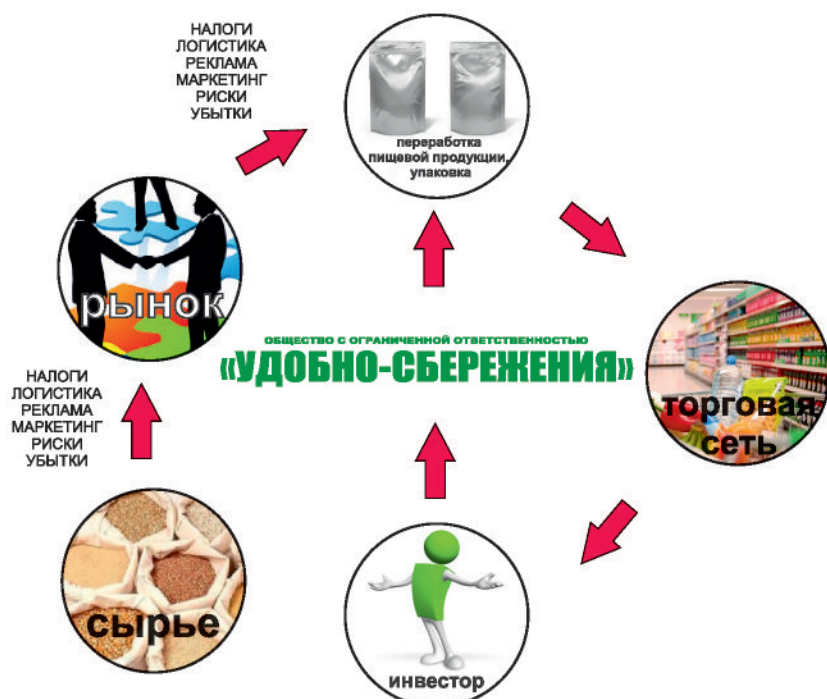 НАЛОГИ
ЛОГИСТИКА
РЕКЛАМА
МАРКЕТИНГ
РИСКИ
УБЫТКИ
переработка
пищевой продукции,
упаковка
рынок
ОБЩЕСТВО С ОГРАНИЧЕННОЙ ОТВЕТСТВЕННОСТЬЮ
«УДОБНО-СБЕРЕЖЕНИЯ»
НАЛОГИ
ЛОГИСТИКА
РЕКЛАМА
МАРКЕТИНГ
РИСКИ
УБЫТКИ
торговая
сеть
сырье
инвестор